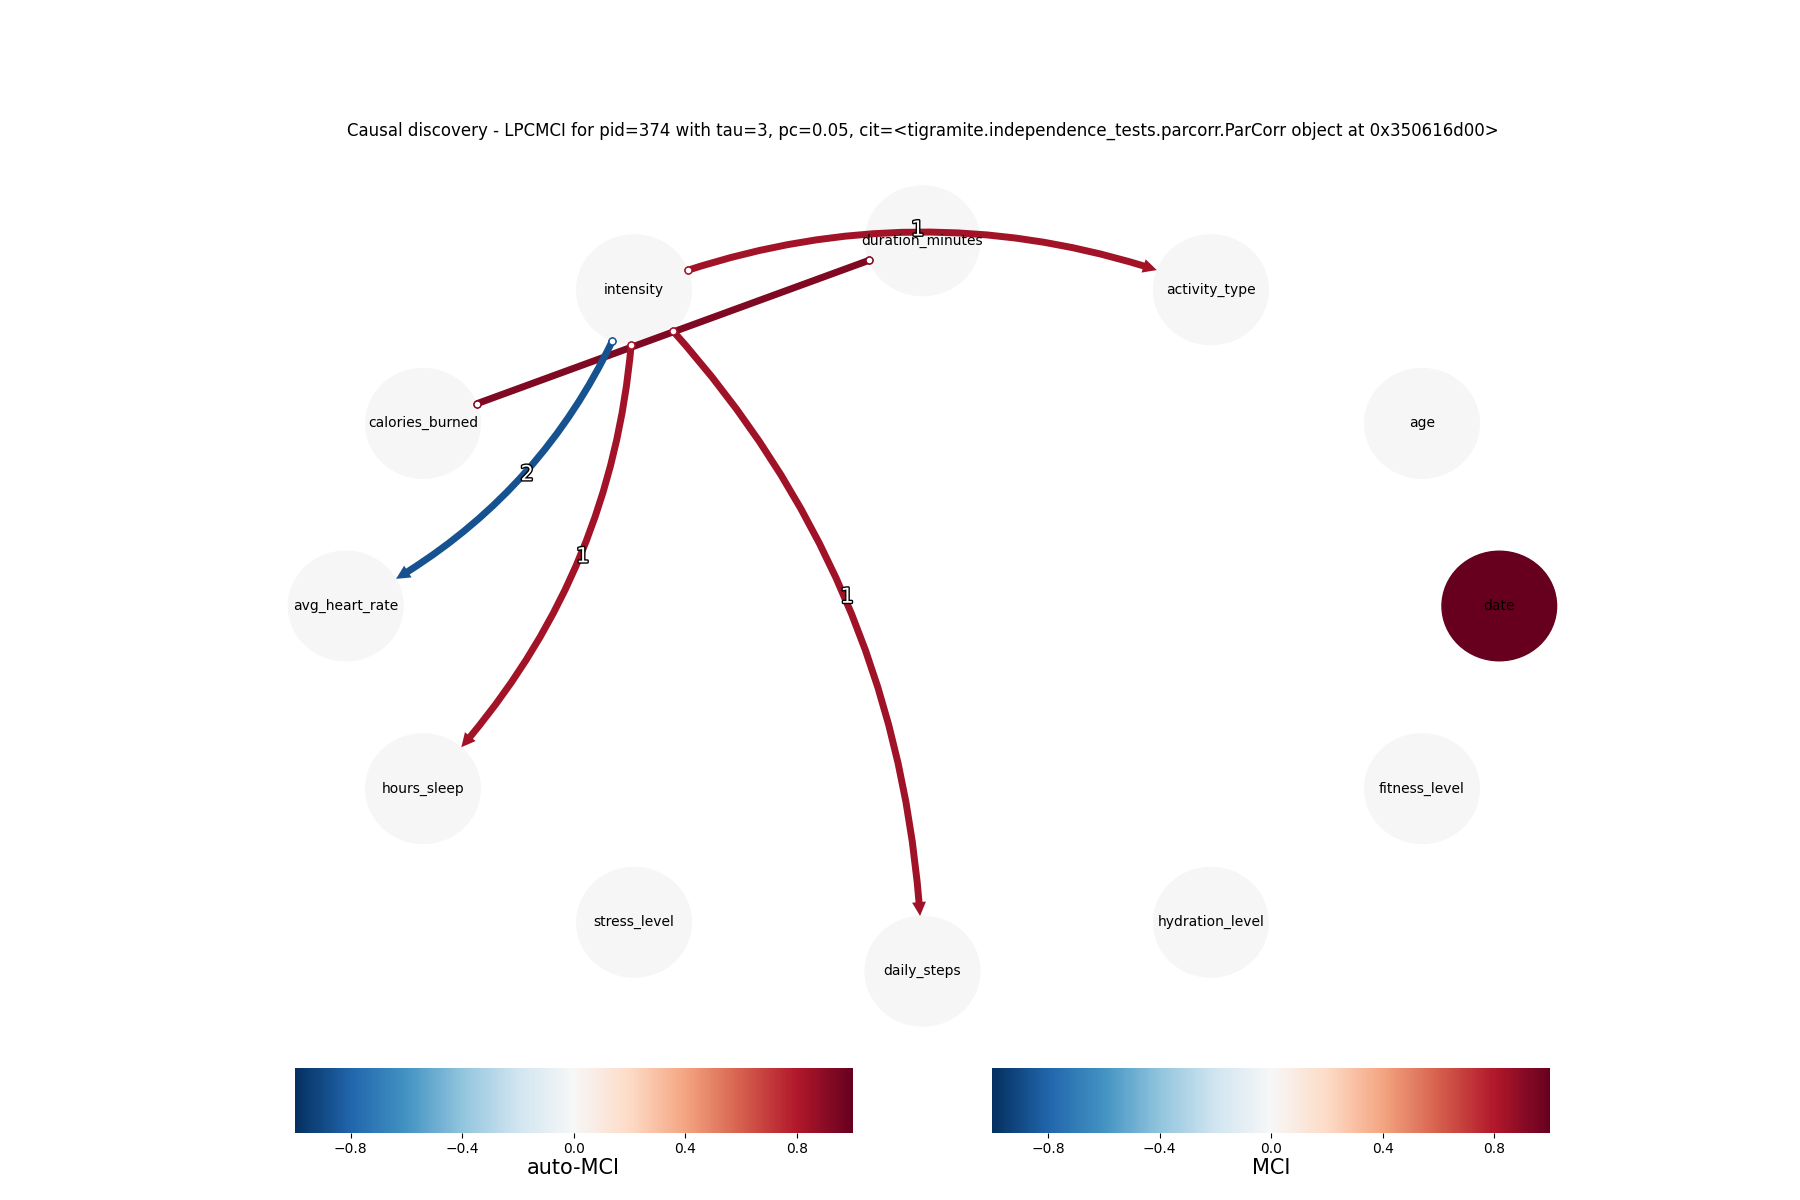 Causal discovery - LPCMCI for pid=374 with tau=3, pc=0.05, cit=<tigramite.independence_tests.parcorr.ParCorr object at 0x350616d00>
1
duration_minutes
intensity
activity_type
calories_burned
age
2
1
1
avg_heart_rate
date
hours_sleep
fitness_level
stress_level
hydration_level
daily_steps
−0.8 −0.4 0.0 0.4 0.8
auto-MCI
−0.8 −0.4 0.0 0.4 0.8
MCI